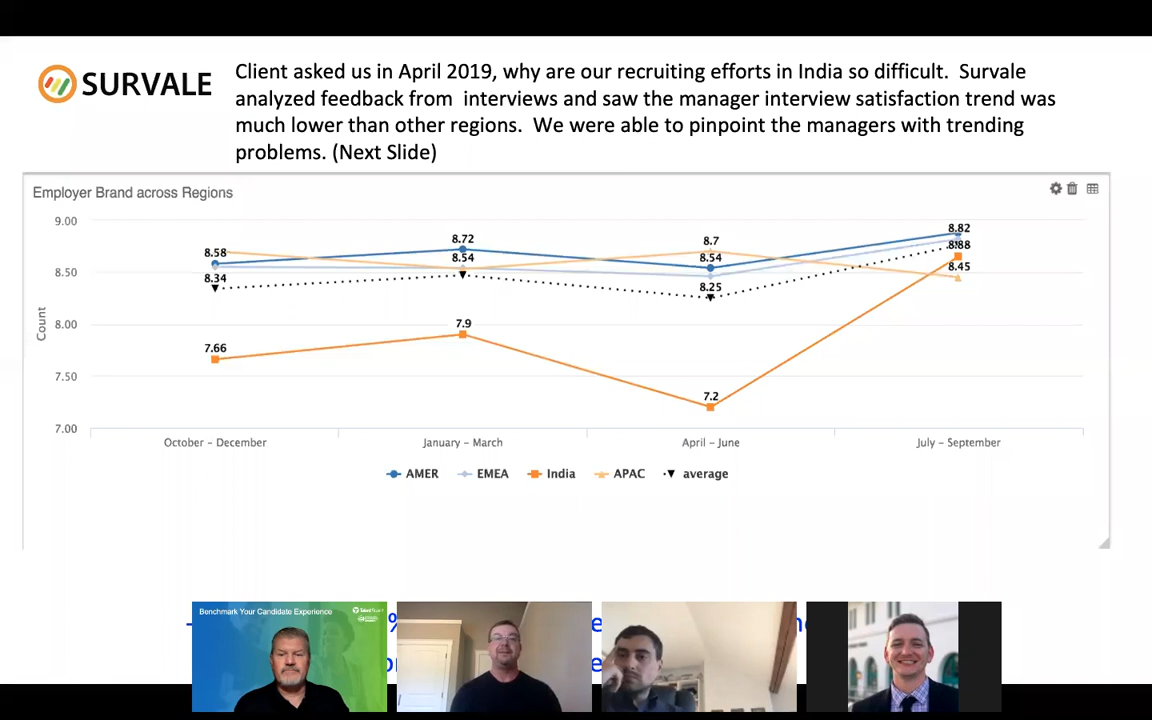 SURVALE
Client asked us in April 2019, why are our recruiting efforts in India so difficult.  Survale
analyzed feedback from  interviews and saw the manager interview satisfaction trend was
much lower than other regions.  We were able to pinpoint the managers with trending
problems. (Next Slide)
Employer Brand across Regions
9.00
8.50
8.00
7.50
7.00
Count
8.58
8.34
7.66
8.72
8.54
7.9
8.7
8.54
8.25
7.2
8.82
8.45
October – December
January – March
April – June
July – September
AMER
EMEA
India
APAC
average
Benchmark Your Candidate Experience